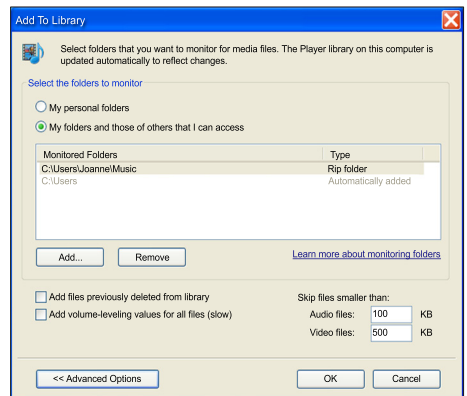 Add To Library
Select folders that you want to monitor for media files. The Player library on this computer is
updated automatically to reflect changes.
Select the folders to monitor
My personal folders
My folders and those of others that I can access
Monitored Folders Type
C:\Users\Joanne\Music Rip folder
C:\Users Automatically added
Add... Remove Learn more about monitoring folders
Add files previously deleted from library Skip files smaller than:
Add volume-leveling values for all files (slow) Audio files: 100 KB
Video files: 500 KB
<< Advanced Options OK Cancel